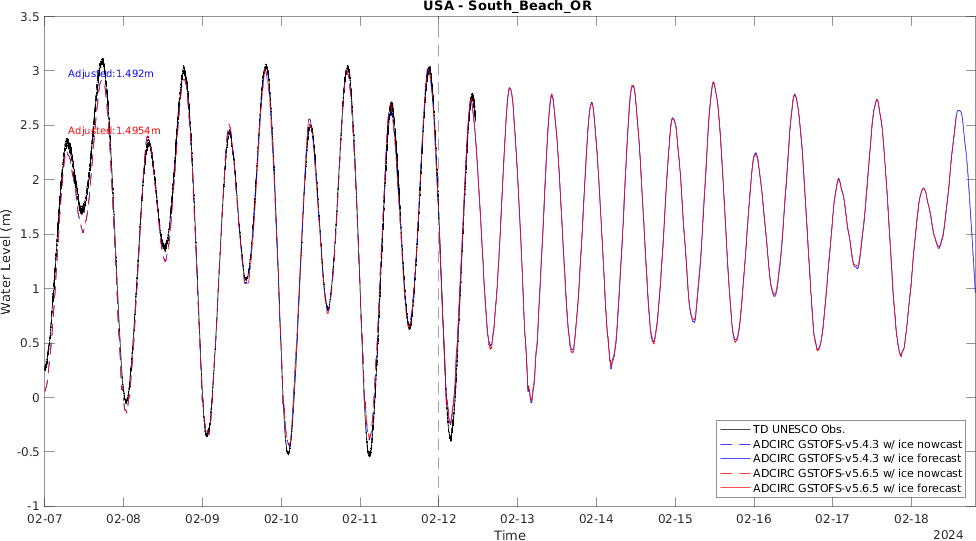 USA - South_Beach_OR
3.5
3
2.5
2
1.5
1
0.5
0
-0.5
-1
Water Level (m)
Adjusted:1.492m
Adjusted:1.4954m
TD UNESCO Obs.
ADCIRC GSTOFS-v5.4.3 w/ ice nowcast
ADCIRC GSTOFS-v5.4.3 w/ ice forecast
ADCIRC GSTOFS-v5.6.5 w/ ice nowcast
ADCIRC GSTOFS-v5.6.5 w/ ice forecast
02-07 02-08 02-09 02-10 02-11 02-12 02-13 02-14 02-15 02-16 02-17 02-18
Time
2024